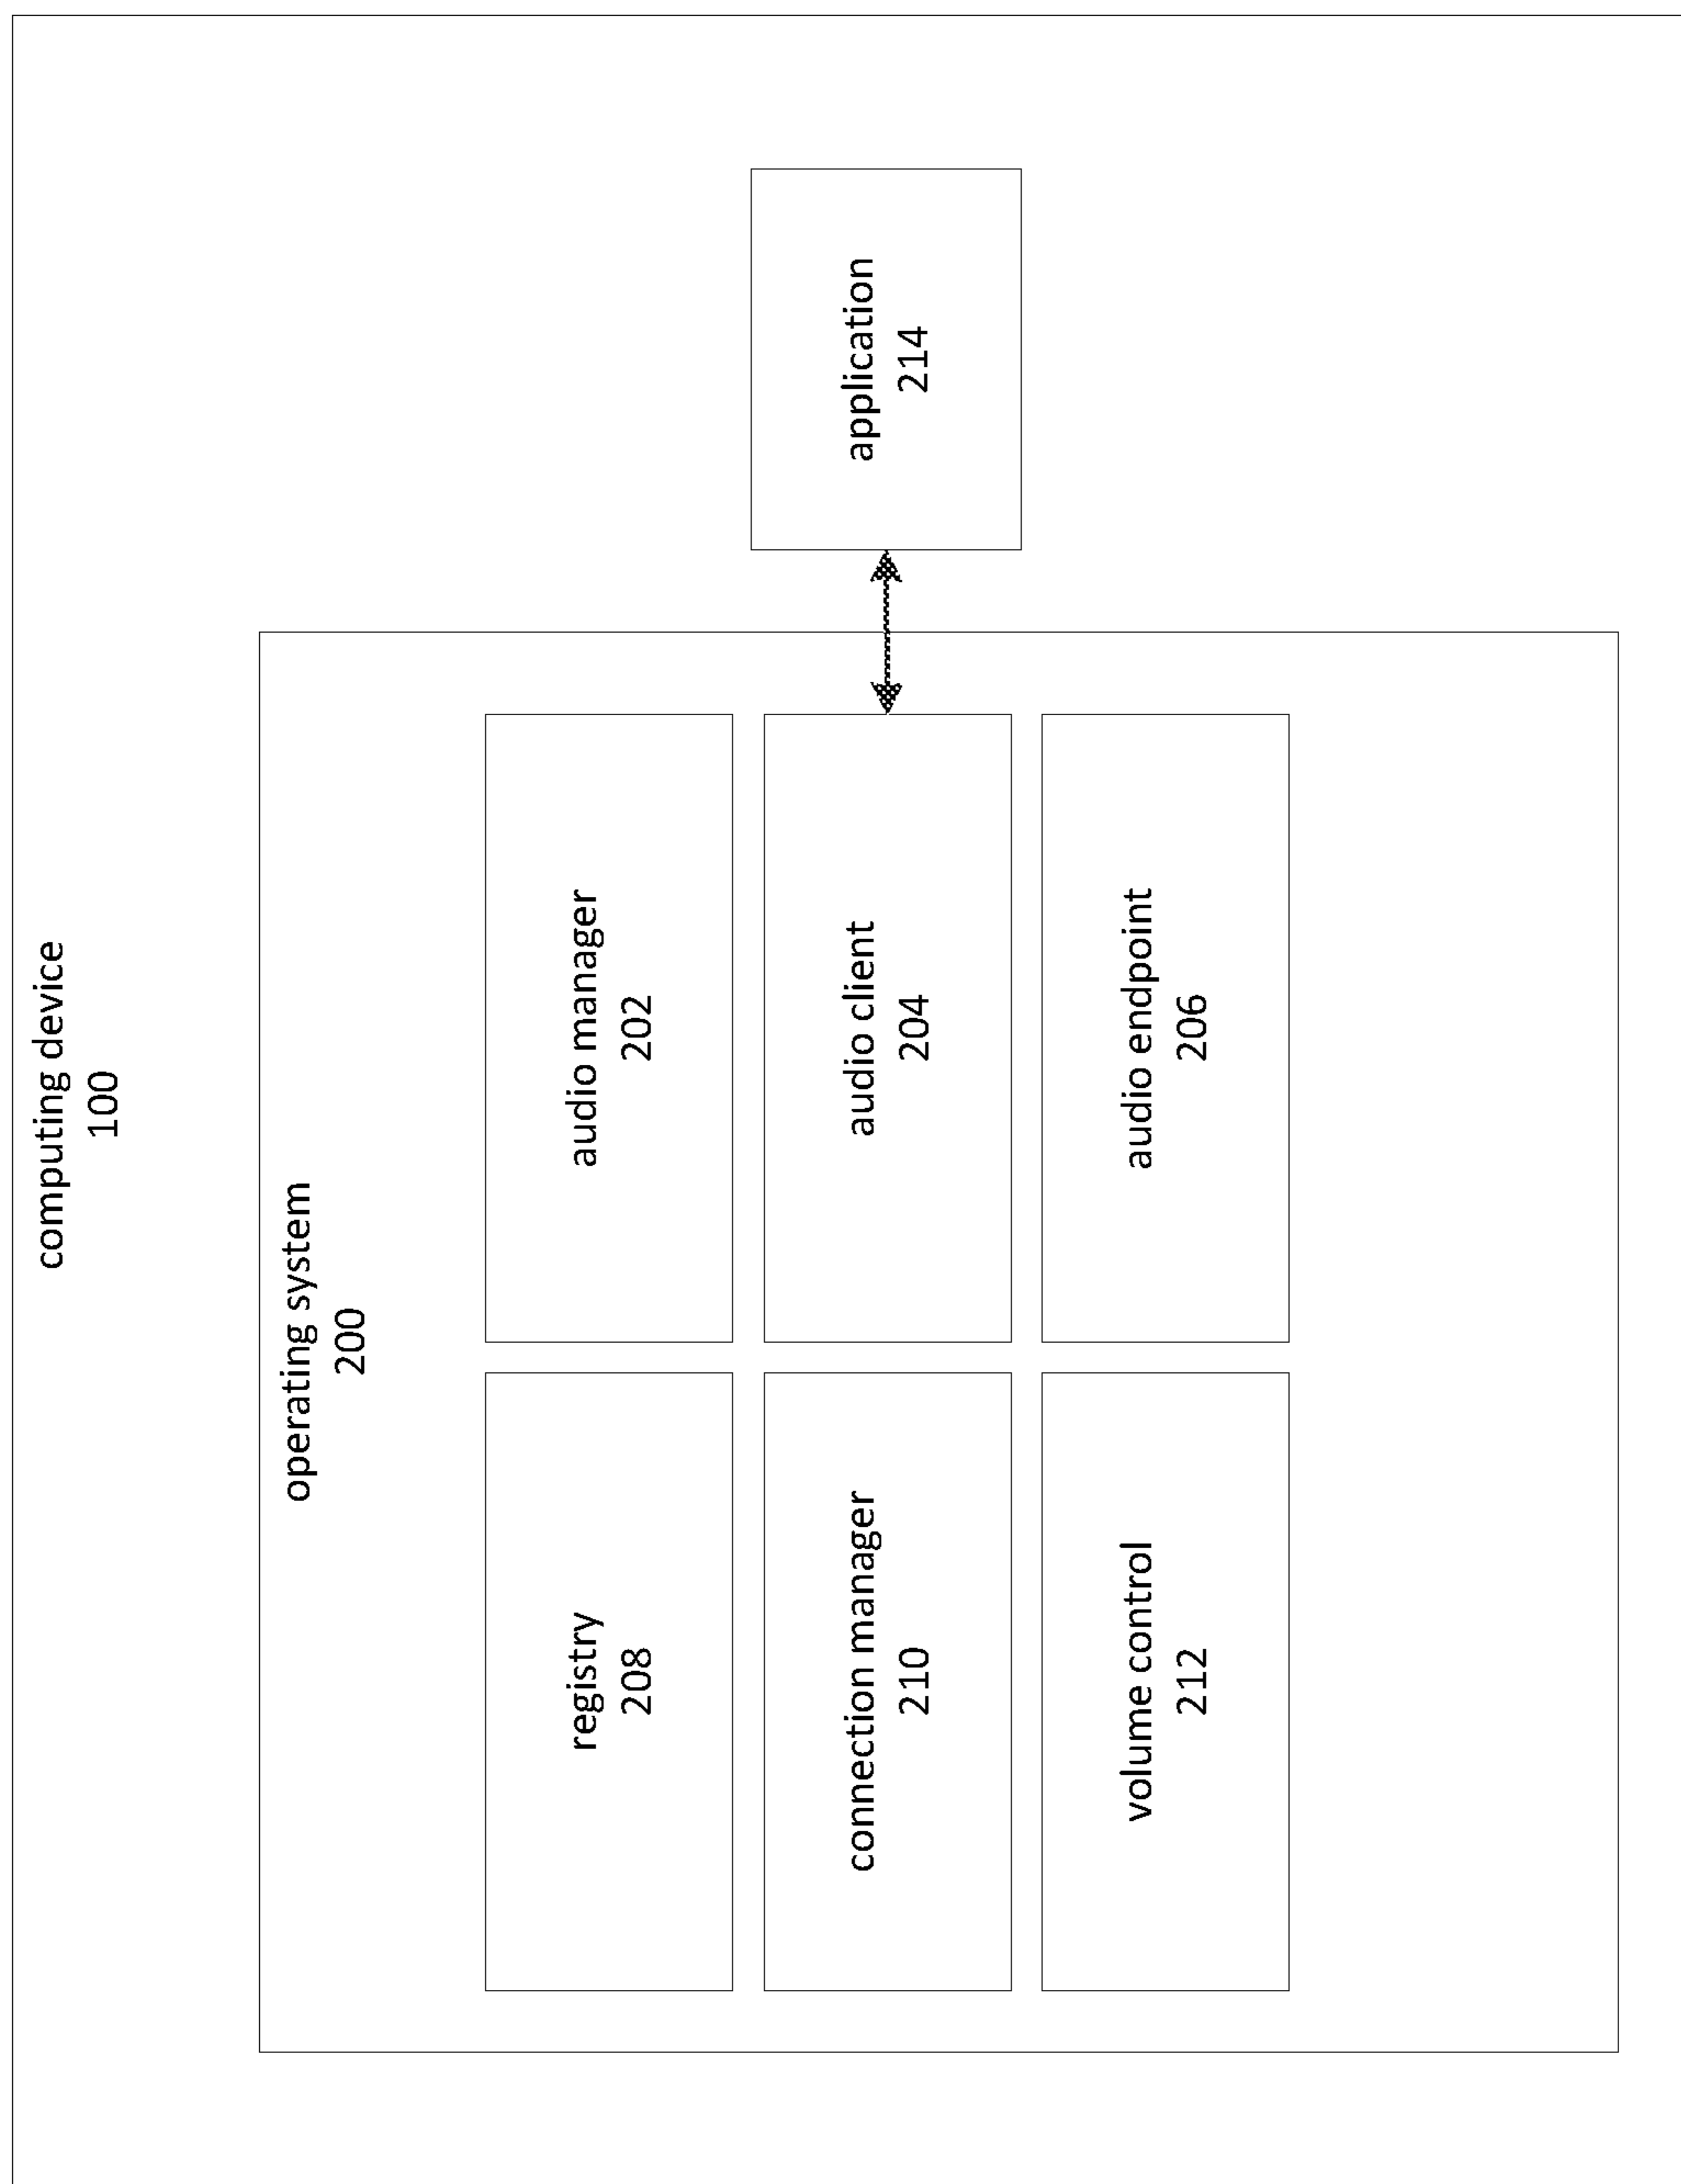 computing device
100
operating system
200
registry
208
audio manager
202
connection manager
210
audio client
204
application
214
volume control
212
audio endpoint
206